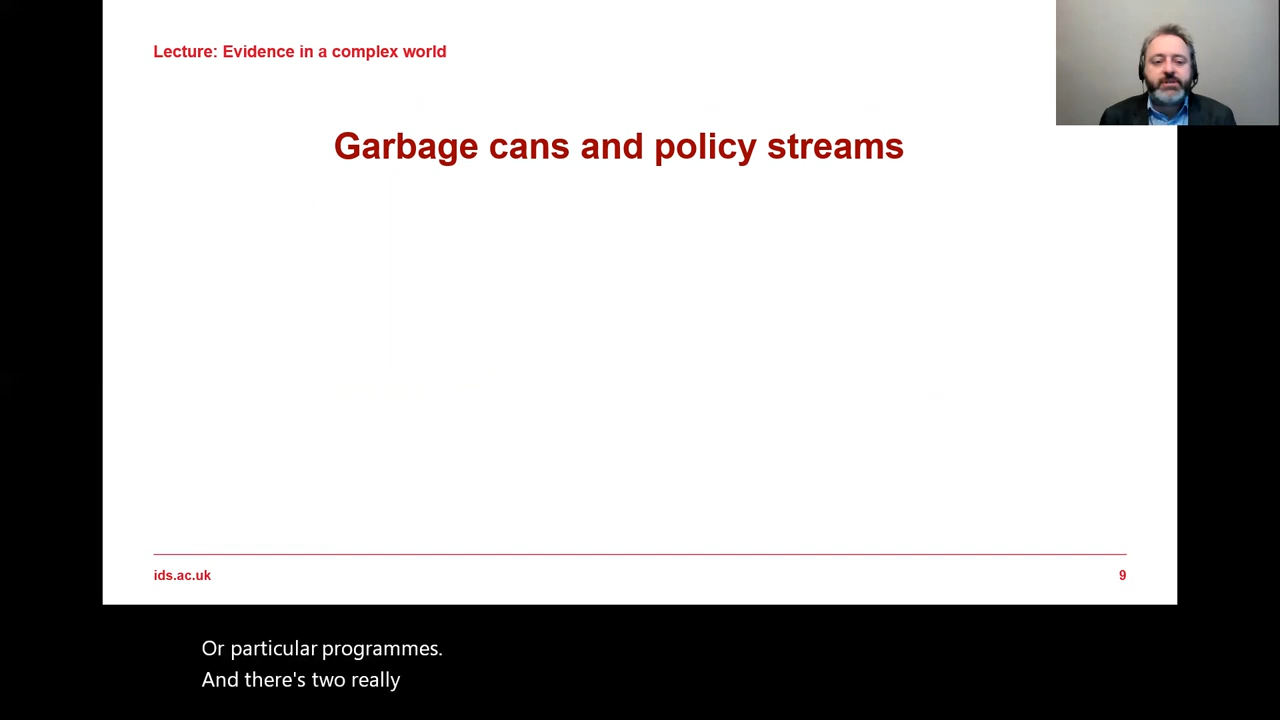 Lecture: Evidence in a complex world
Garbage cans and policy streams
ids.ac.uk
9
Or particular programmes.
And there's two really